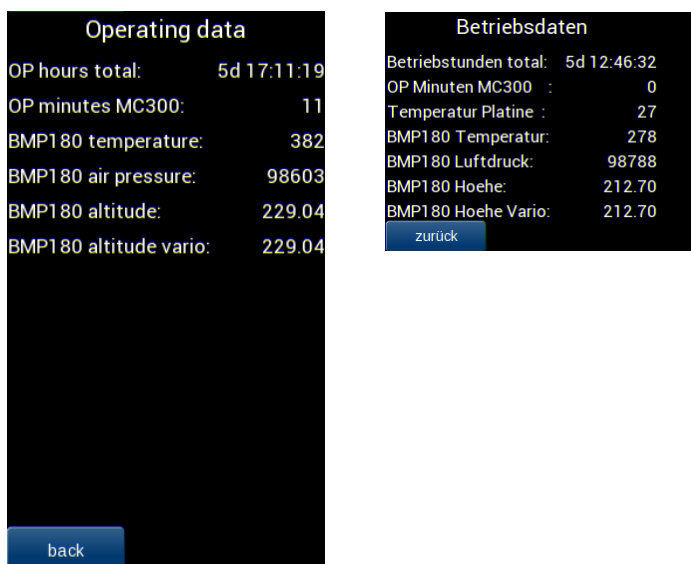 Operating data
OP hours total: 5d 17:11:19
OP minutes MC300: 11
BMP180 temperature: 382
BMP180 air pressure: 98603
BMP180 altitude: 229.04
BMP180 altitude vario: 229.04
back
Betriebsdaten
Betriebstunden total: 5d 12:46:32
OP Minuten MC300 : 0
Temperatur Platine : 27
BMP180 Temperatur: 278
BMP180 Luftdruck: 98788
BMP180 Hoehe: 212.70
BMP180 Hoehe Vario: 212.70
zurück